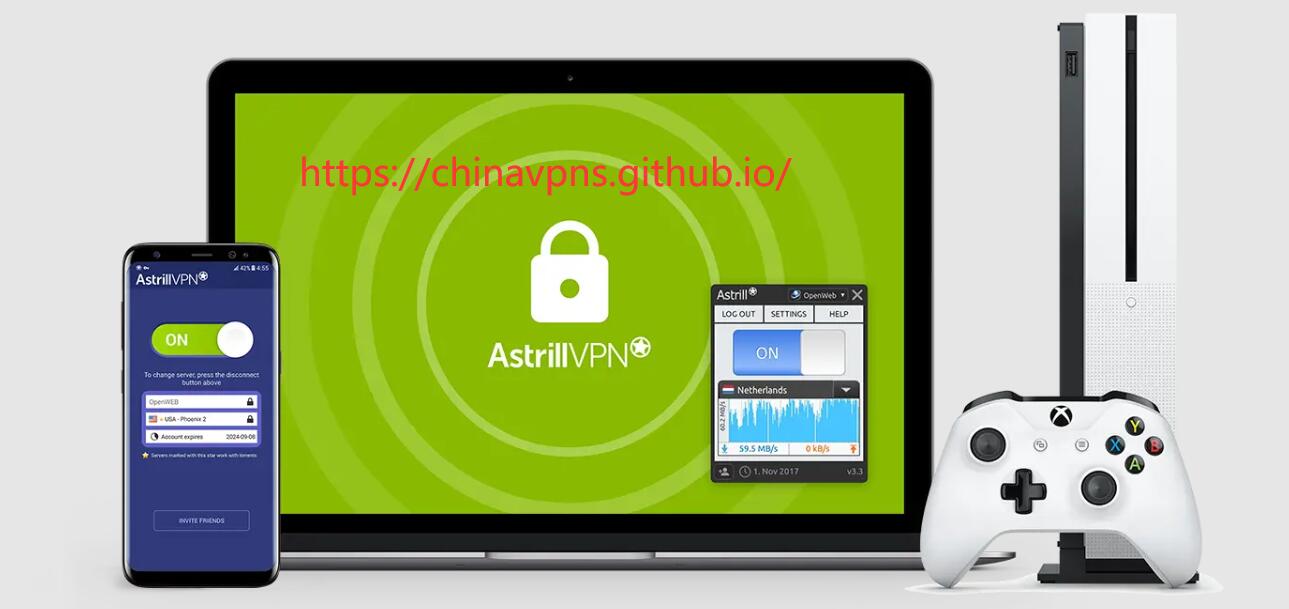 https://chinavpns.github.io/
AstrillVPN
AstrillVPN
42% 4:55
ON
To change server, press the disconnect
button above
OpenWEB
USA - Phoenix 2
Account expires 2024-09-08
Servers marked with this star work with torrents
INVITE FRIENDS
Astrill OpenWeb
LOG OUT SETTINGS HELP
ON
Netherlands
60.2 MB/s
59.5 MB/s 0 kB/s
1. Nov 2017 v3.3
Y
X B
A